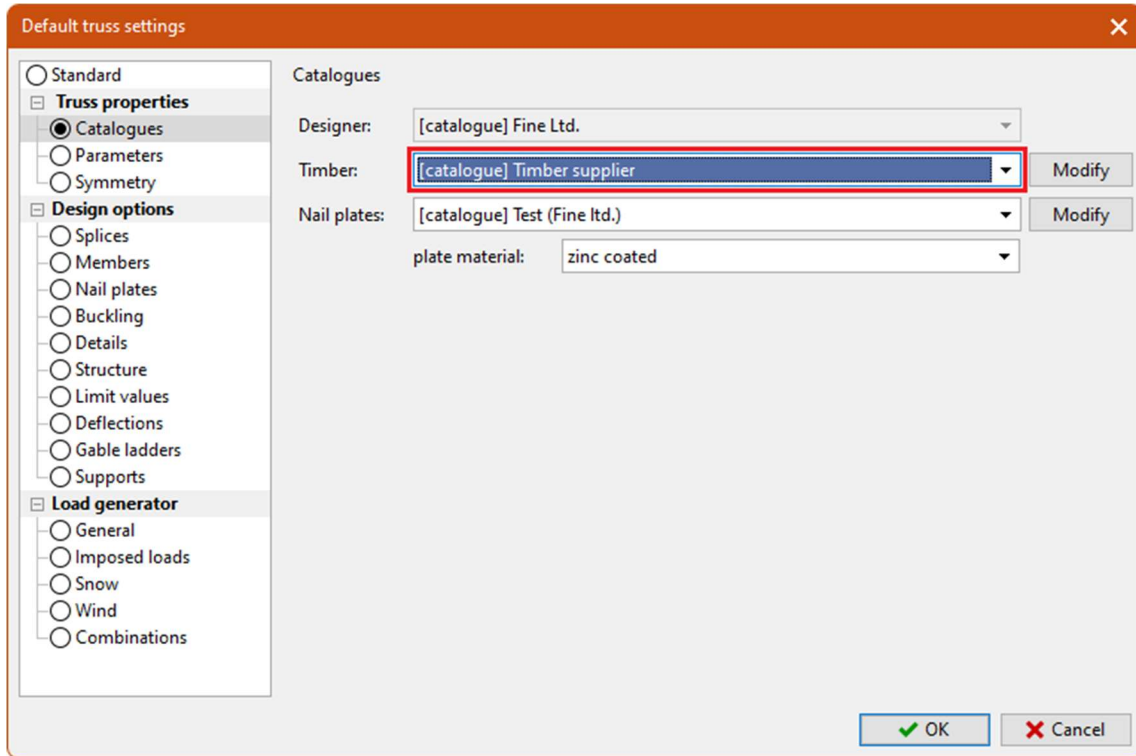 Default truss settings
Standard
Truss properties
Catalogues
Parameters
Symmetry
Design options
Splices
Members
Nail plates
Buckling
Details
Structure
Limit values
Deflections
Gable ladders
Supports
Load generator
General
Imposed loads
Snow
Wind
Combinations
Catalogues
Designer: [catalogue] Fine Ltd.
Timber: [catalogue] Timber supplier Modify
Nail plates: [catalogue] Test (Fine ltd.) Modify
plate material: zinc coated
OK Cancel